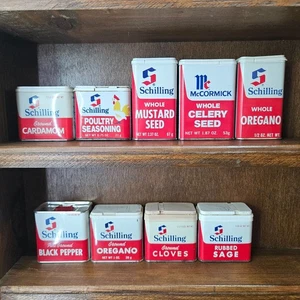 Schilling
Ground
CARDAMOM
Schilling
POULTRY
SEASONING
Schilling
WHOLE
MUSTARD
SEED
McCORMICK
WHOLE
CELERY
SEED
Schilling
WHOLE
OREGANO
Schilling
BLACK PEPPER
Schilling
Ground
OREGANO
Schilling
Ground
CLOVES
Schilling
RUBBED
SAGE